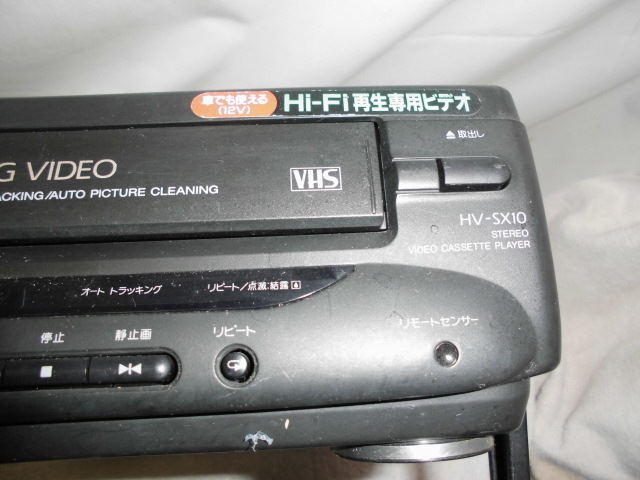 車でも使える
(12V)
Hi-Fi再生専用ビデオ
G VIDEO
ACKING/AUTO PICTURE CLEANING
VHS
⏏取出し
HV-SX10
STEREO
VIDEO CASSETTE PLAYER
オート トラッキング
リピート/点滅:結露
停止
静止画
リピート
リモートセンサー